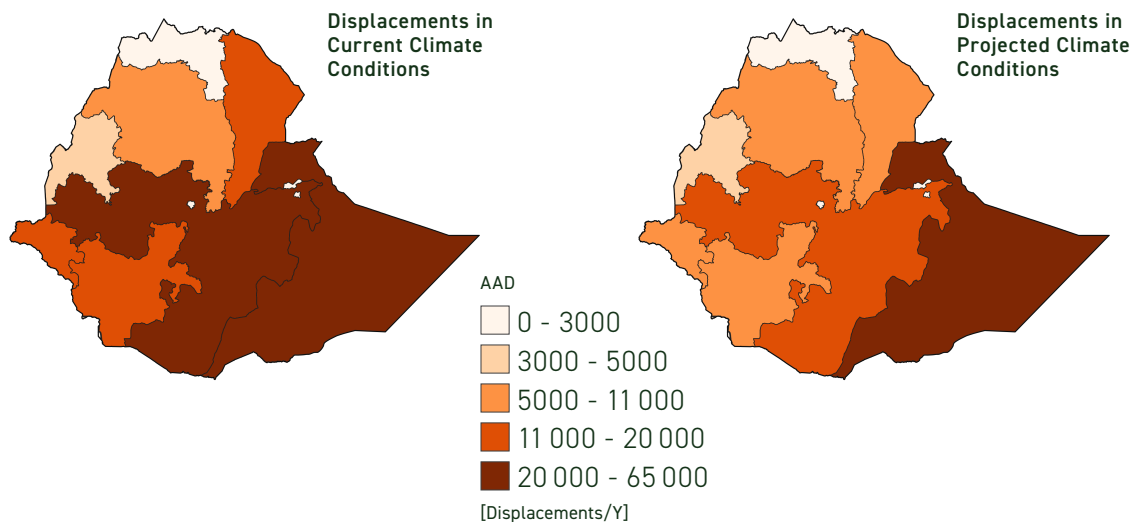 Displacements in
Current Climate
Conditions
Displacements in
Projected Climate
Conditions
AAD
0 - 3000
3000 - 5000
5000 - 11 000
11 000 - 20 000
20 000 - 65 000
[Displacements/Y]